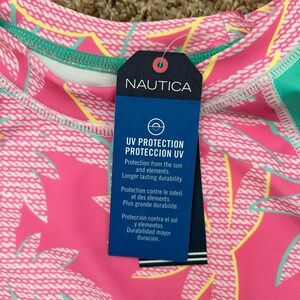 NAUTICA
UV PROTECTION
PROTECCION UV
Protection from the sun
and elements.
Longer lasting durability.
Protection contre le soleil
et des éléments.
Plus grande durabilité.
Protección contra el sol
y elementos.
Durabilidad mayor
duración.